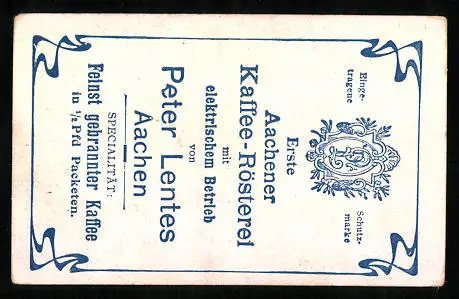 Einge-
tragene
Schutz-
marke
Erste
Aachener
Kaffee-Rösterei
mit
elektrischem Betrieb
von
Peter Lentes
Aachen
SPECIALITÄT:
Feinst gebrannter Kaffee
in ½ Pfd Packeten.